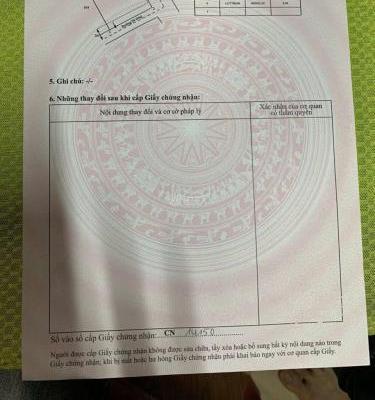 5. Ghi chú: -/-
6. Những thay đổi sau khi cấp Giấy chứng nhận:
Nội dung thay đổi và cơ sở pháp lý
Xác nhận của cơ quan
có thẩm quyền
Số vào sổ cấp Giấy chứng nhận: CN 14150
Người được cấp Giấy chứng nhận không được sửa chữa, tẩy xóa hoặc bổ sung bất kỳ nội dung nào trong
Giấy chứng nhận; khi bị mất hoặc hư hỏng Giấy chứng nhận phải khai báo ngay với cơ quan cấp Giấy.